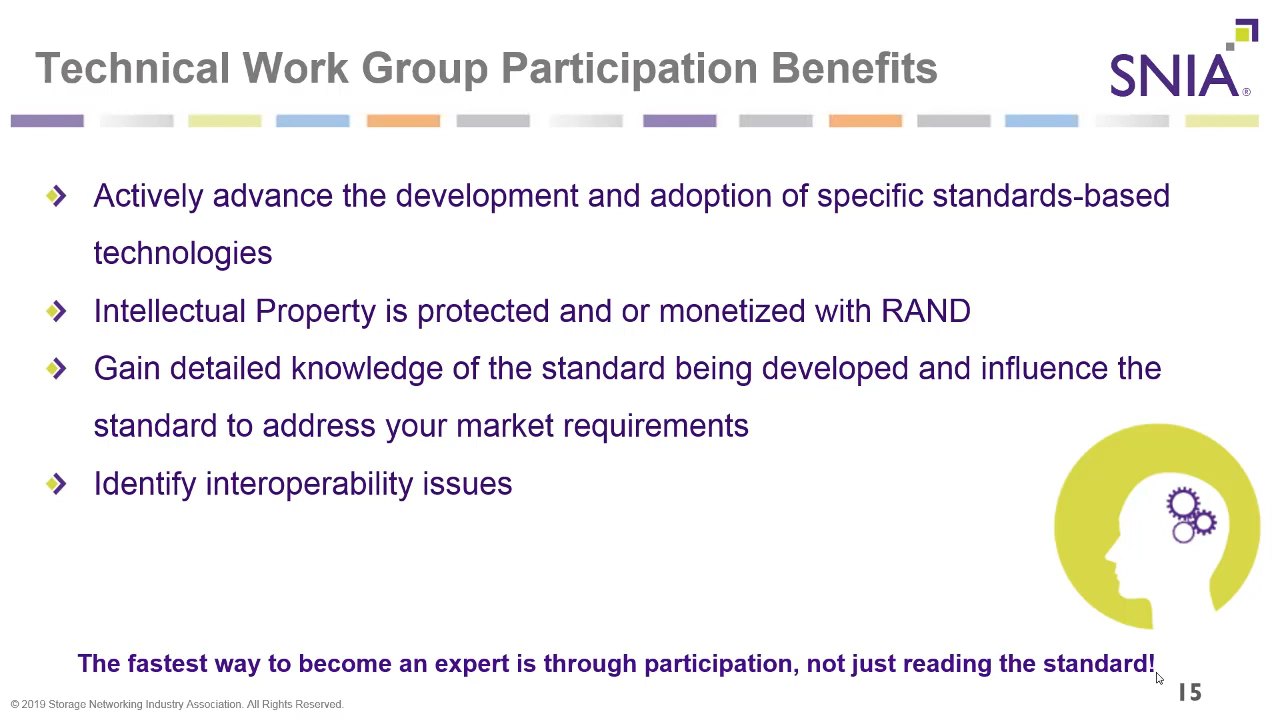 Technical Work Group Participation Benefits
SNIA®
Actively advance the development and adoption of specific standards-based
technologies
Intellectual Property is protected and or monetized with RAND
Gain detailed knowledge of the standard being developed and influence the
standard to address your market requirements
Identify interoperability issues
The fastest way to become an expert is through participation, not just reading the standard!
© 2019 Storage Networking Industry Association. All Rights Reserved.
15